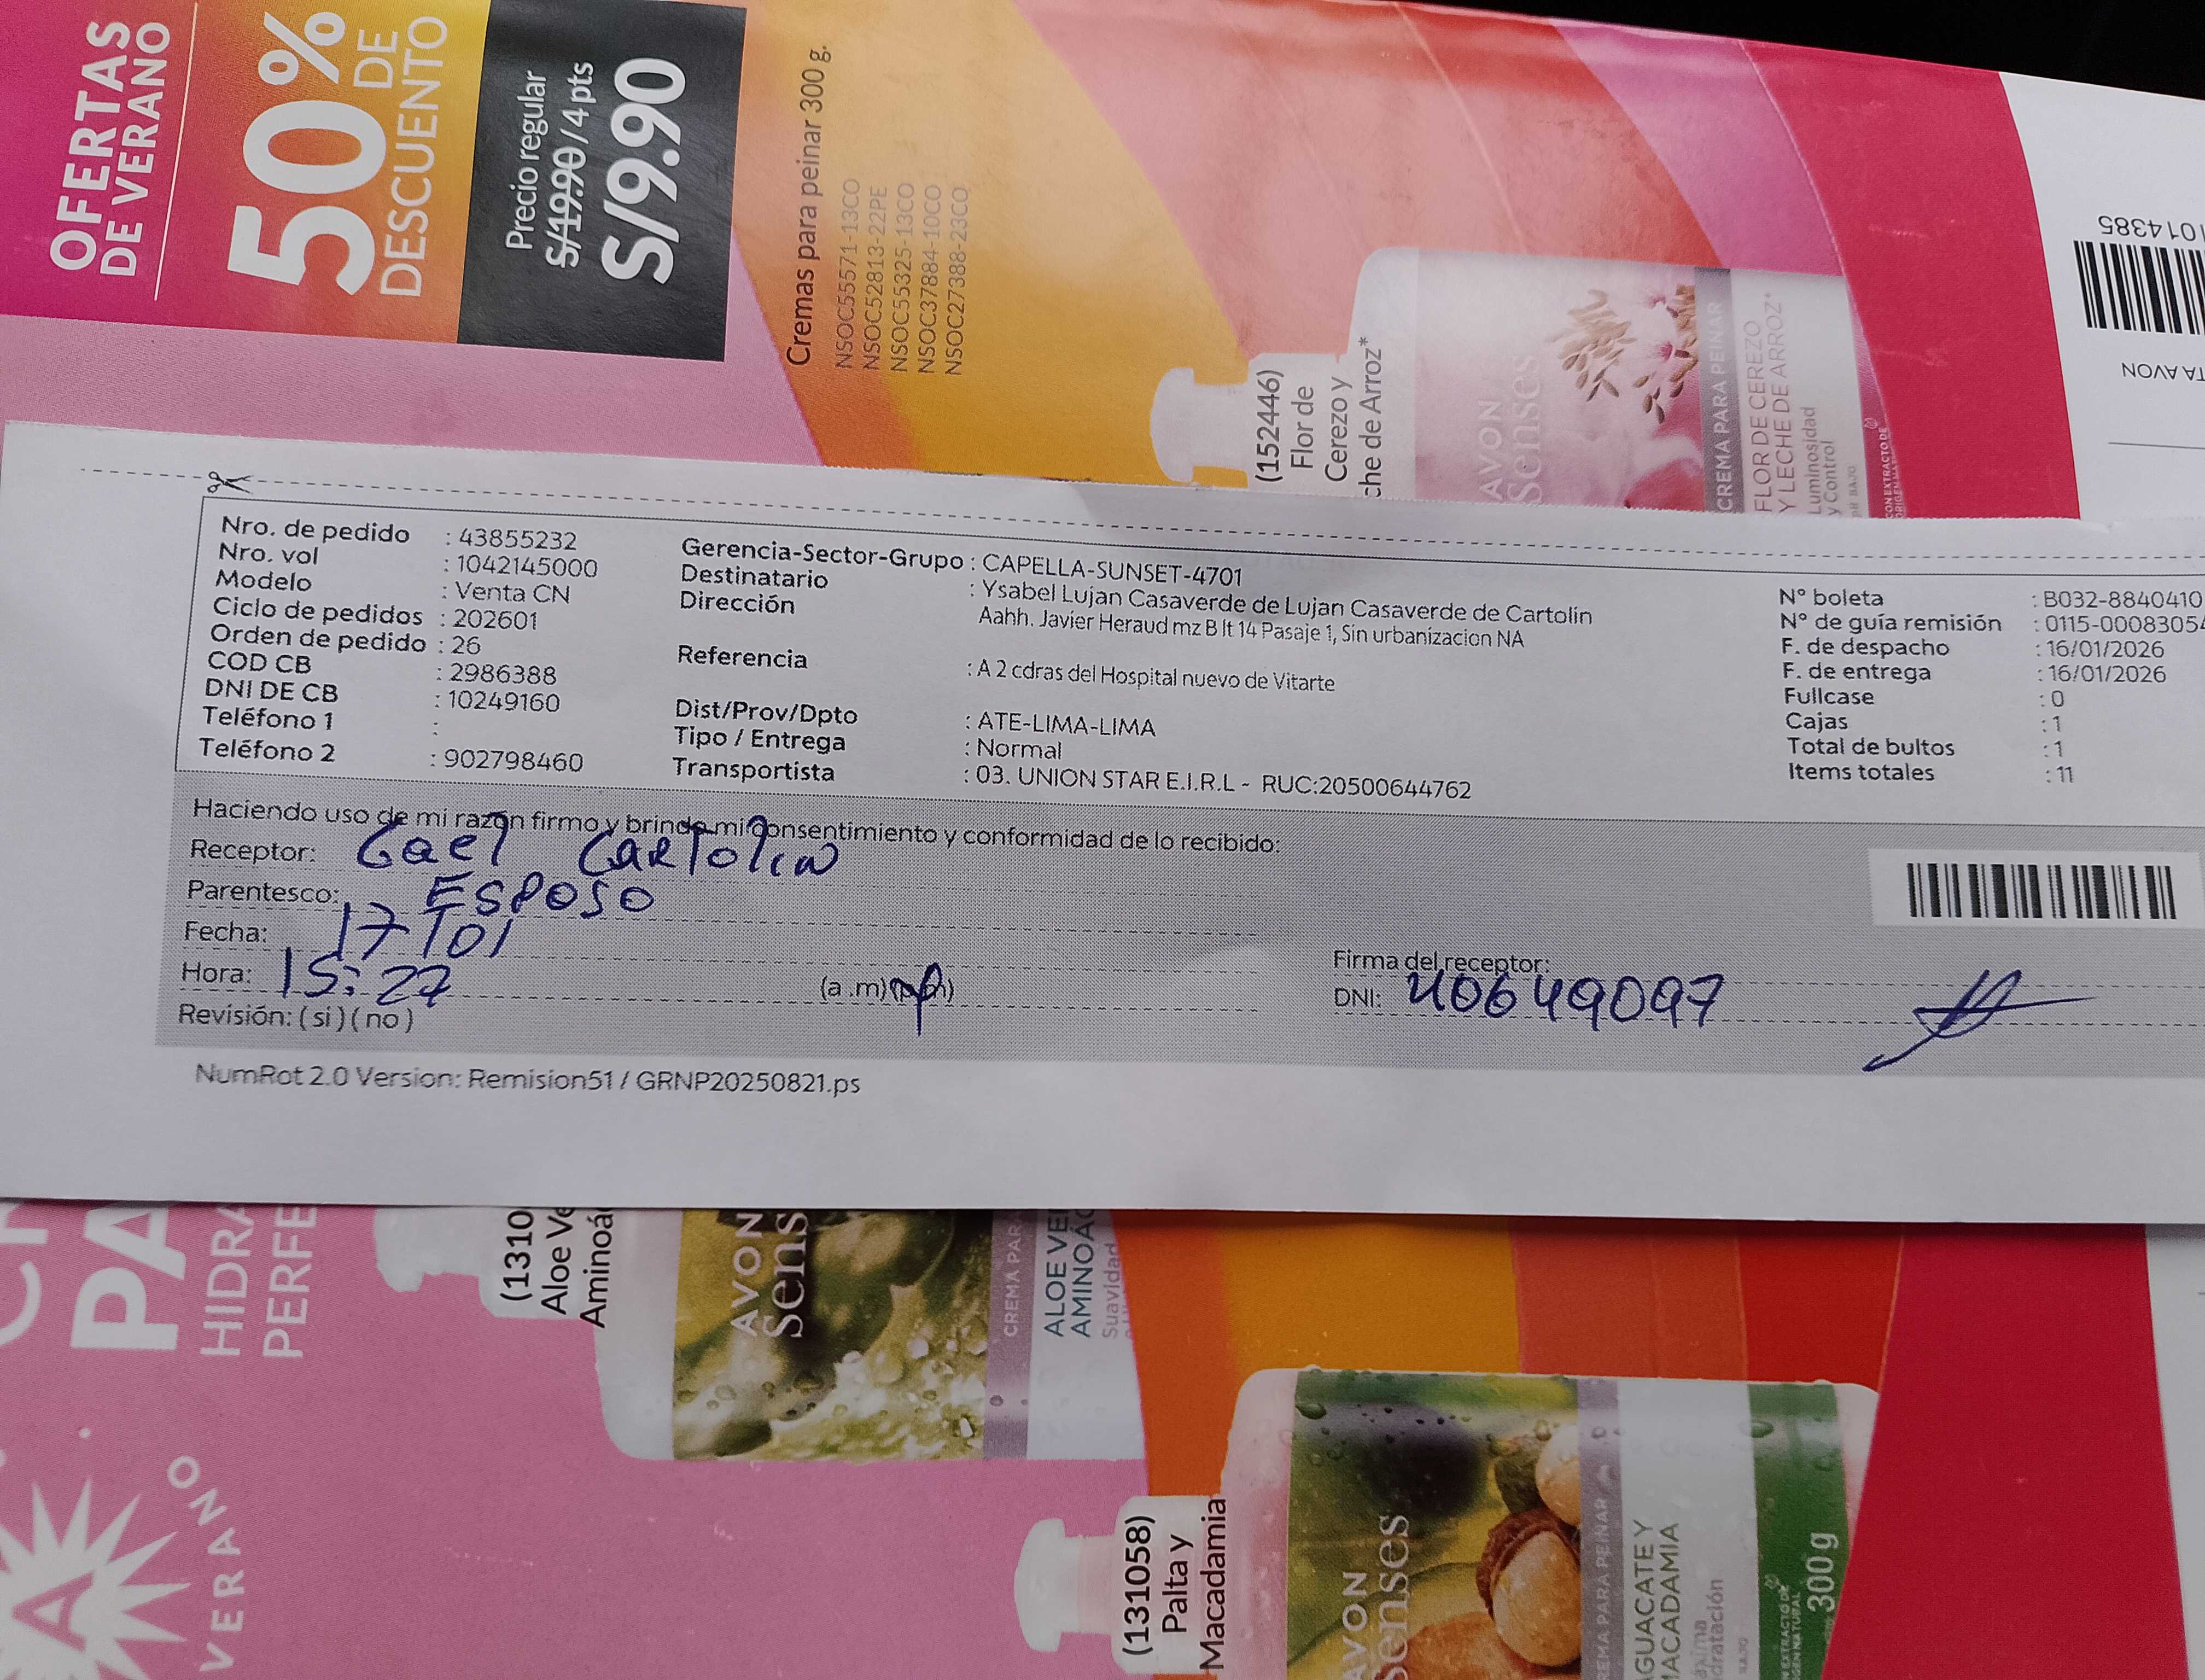 OFERTAS
DE VERANO
50%
DE
DESCUENTO
Precio regular
S/19.90/4 pts
S/9.90
Cremas para peinar 300 g.
NSOC55571-13CO
NSOC52813-22PE
NSOC55325-13CO
NSOC37884-10CO
NSOC27388-23CO
(152446)
Flor de
Cerezo y
che de Arroz*
AVON
senses
CREMA PARA PEINAR
FLOR DE CEREZO
Y LECHE DE ARROZ*
Luminosidad
y Control
1014385
TA AVON
Nro. de pedido : 43855232
Nro. vol : 1042145000
Modelo : Venta CN
Ciclo de pedidos : 202601
Orden de pedido : 26
COD CB : 2986388
DNI DE CB : 10249160
Teléfono 1 :
Teléfono 2 : 902798460
Gerencia-Sector-Grupo : CAPELLA-SUNSET-4701
Destinatario : Ysabel Lujan Casaverde de Lujan Casaverde de Cartolin
Dirección Aahh. Javier Heraud mz B lt 14 Pasaje 1, Sin urbanizacion NA
Referencia : A 2 cdras del Hospital nuevo de Vitarte
Dist/Prov/Dpto : ATE-LIMA-LIMA
Tipo / Entrega : Normal
Transportista : 03. UNION STAR E.I.R.L - RUC:20500644762
N° boleta : B032-8840410
N° de guía remisión : 0115-00083054
F. de despacho : 16/01/2026
F. de entrega : 16/01/2026
Fullcase : 0
Cajas : 1
Total de bultos : 1
Items totales : 11
Haciendo uso de mi razón firmo y brindo mi consentimiento y conformidad de lo recibido:
Receptor: Gael Cartolin
Parentesco: ESPOSO
Fecha: 17/01
Hora: 15:27 (a.m)
Revisión: (si) (no)
Firma del receptor:
DNI: 40649097
NumRot 2.0 Version: Remision51 / GRNP20250821.ps
PA
HIDRA
PERFE
VERANO
(1310
Aloe Ve
Aminoá
AVON
sens
CREMA PAR
ALOE VE
AMINOÁC
Suavidad
(131058)
Palta y
Macadamia
AVON
senses
EMA PARA PEINAR
GUACATE Y
MACADAMIA
idratación
300 g